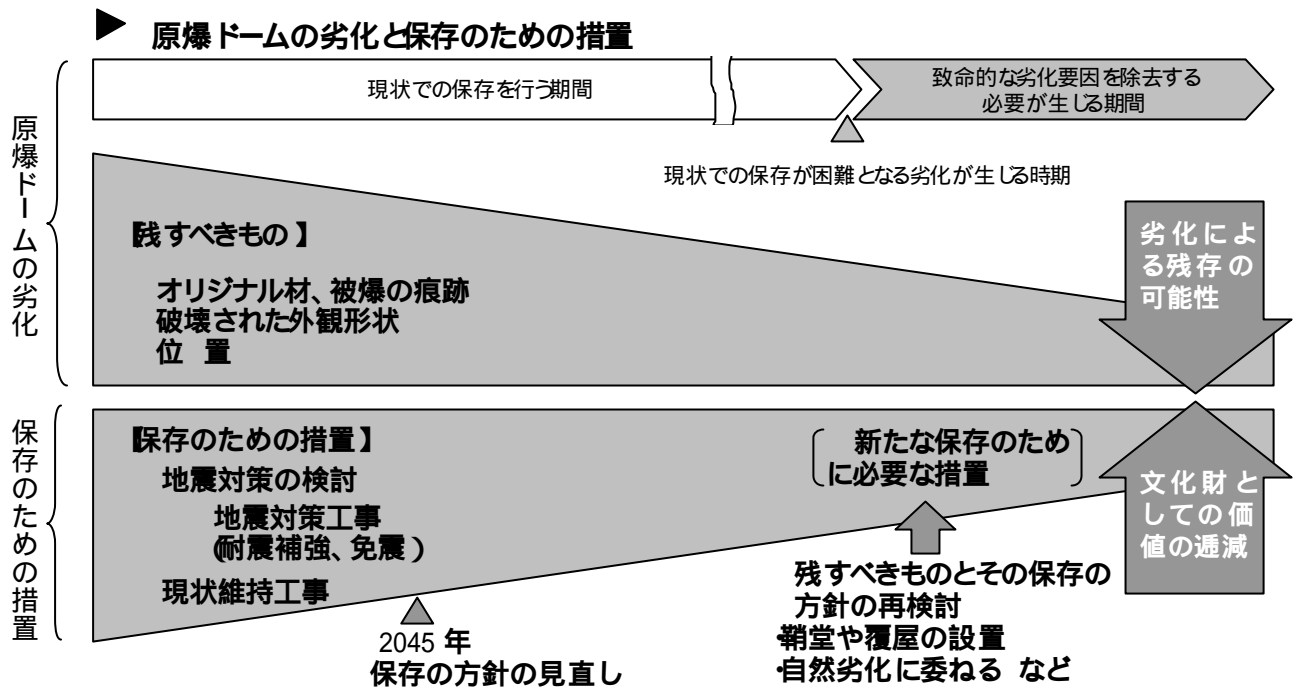 ▶ 原爆ドームの劣化と保存のための措置
現状での保存を行う期間
致命的な劣化要因を除去する
必要が生じる期間
現状での保存が困難となる劣化が生じる時期
原爆ドームの劣化
【残すべきもの】
オリジナル材、被爆の痕跡
破壊された外観形状
位 置
劣化によ
る残存の
可能性
保存のための措置
【保存のための措置】
地震対策の検討
地震対策工事
(耐震補強、免震)
現状維持工事
2045 年
保存の方針の見直し
新たな保存のため
に必要な措置
残すべきものとその保存の
方針の再検討
・鞘堂や覆屋の設置
・自然劣化に委ねる など
文化財と
しての価
値の逓減